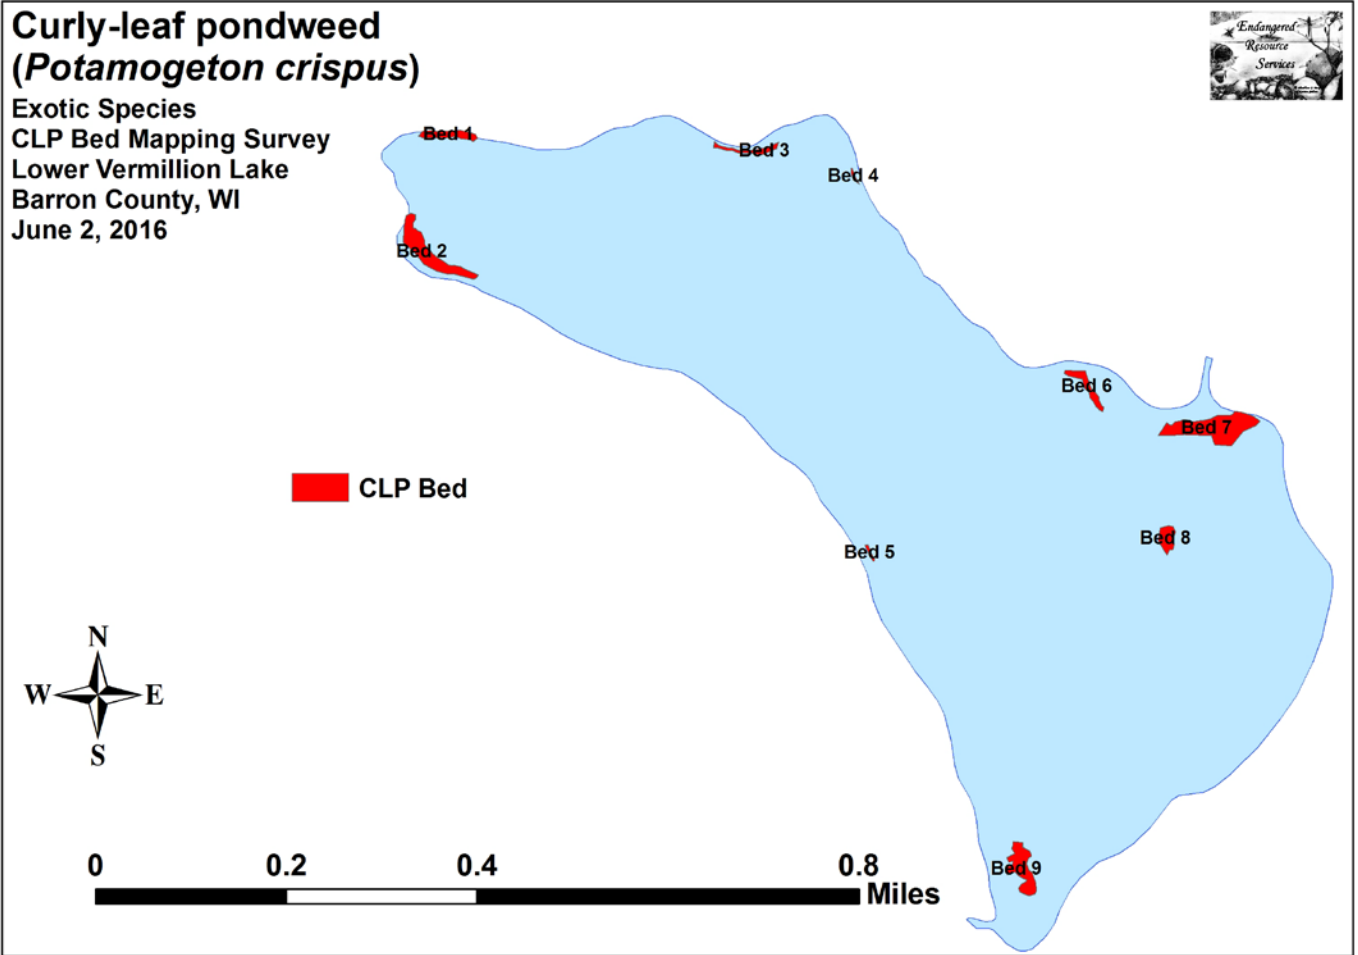 Curly-leaf pondweed
(Potamogeton crispus)
Exotic Species
CLP Bed Mapping Survey
Lower Vermillion Lake
Barron County, WI
June 2, 2016
Endangered
Resource
Services
Bed 1
Bed 3
Bed 4
Bed 2
Bed 6
Bed 7
CLP Bed
Bed 8
Bed 5
N
W E
S
Bed 9
0 0.2 0.4 0.8
Miles